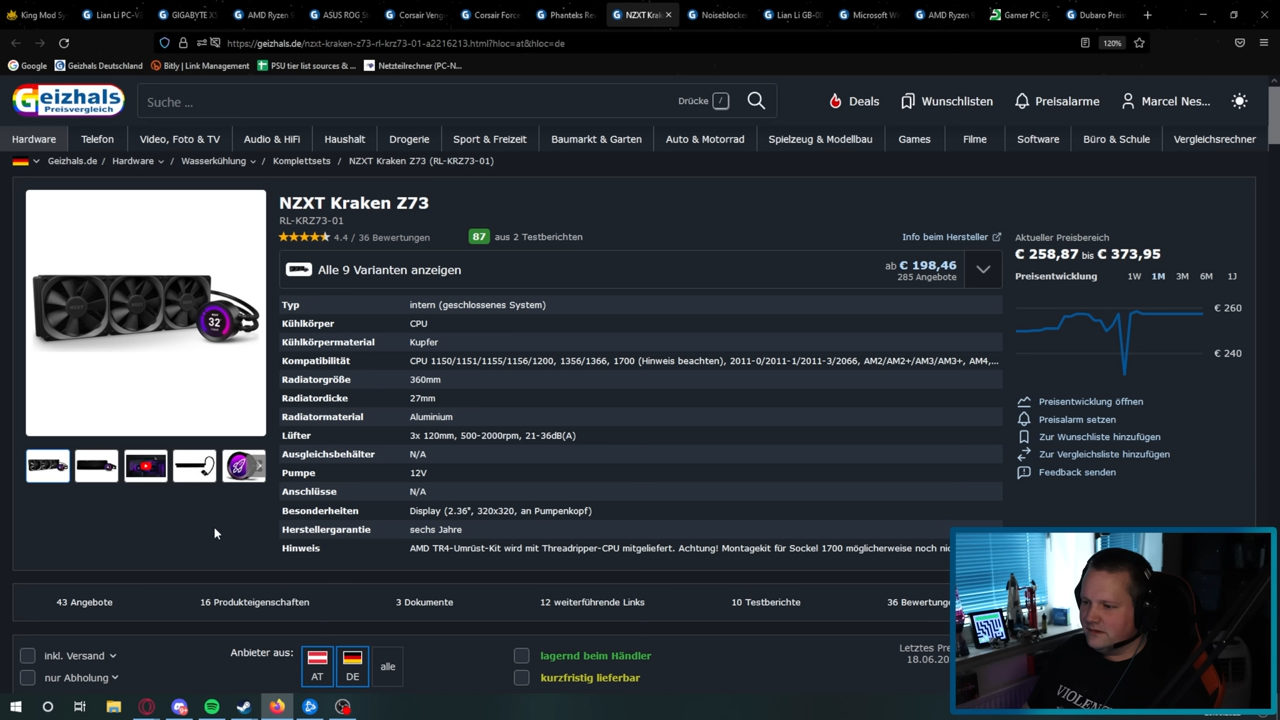 King Mod Sy
Lian Li PC-V
GIGABYTE X5
AMD Ryzen 9
ASUS ROG St
Corsair Veng
Corsair Force
Phanteks Re
NZXT Krak
Noiseblocke
Lian Li GB-00
Microsoft W
AMD Ryzen 9
Gamer PC i9
Dubaro Preis
https://geizhals.de/nzxt-kraken-z73-rl-krz73-01-a2216213.html?hloc=at&hloc=de
120%
Google
Geizhals Deutschland
Bitly | Link Management
PSU tier list sources & ...
Netzteilrechner (PC-N...
Geizhals
Preisvergleich
Suche ...
Drücke /
Deals
Wunschlisten
Preisalarme
Marcel Nes...
Hardware
Telefon
Video, Foto & TV
Audio & HiFi
Haushalt
Drogerie
Sport & Freizeit
Baumarkt & Garten
Auto & Motorrad
Spielzeug & Modellbau
Games
Filme
Software
Büro & Schule
Vergleichsrechner
Geizhals.de / Hardware / Wasserkühlung / Komplettsets / NZXT Kraken Z73 (RL-KRZ73-01)
NZXT Kraken Z73
RL-KRZ73-01
4.4 / 36 Bewertungen
87 aus 2 Testberichten
Info beim Hersteller
Alle 9 Varianten anzeigen
ab € 198,46
285 Angebote
Typ intern (geschlossenes System)
Kühlkörper CPU
Kühlkörpermaterial Kupfer
Kompatibilität CPU 1150/1151/1155/1156/1200, 1356/1366, 1700 (Hinweis beachten), 2011-0/2011-1/2011-3/2066, AM2/AM2+/AM3/AM3+, AM4,...
Radiatorgröße 360mm
Radiatordicke 27mm
Radiatormaterial Aluminium
Lüfter 3x 120mm, 500-2000rpm, 21-36dB(A)
Ausgleichsbehälter N/A
Pumpe 12V
Anschlüsse N/A
Besonderheiten Display (2.36", 320x320, an Pumpenkopf)
Herstellergarantie sechs Jahre
Hinweis AMD TR4-Umrüst-Kit wird mit Threadripper-CPU mitgeliefert. Achtung! Montagekit für Sockel 1700 möglicherweise noch nic
Aktueller Preisbereich
€ 258,87 bis € 373,95
Preisentwicklung 1W 1M 3M 6M 1J
€ 260
€ 240
Preisentwicklung öffnen
Preisalarm setzen
Zur Wunschliste hinzufügen
Zur Vergleichsliste hinzufügen
Feedback senden
32
43 Angebote
16 Produkteigenschaften
3 Dokumente
12 weiterführende Links
10 Testberichte
36 Bewertung
inkl. Versand
nur Abholung
Anbieter aus:
AT
DE
alle
lagernd beim Händler
kurzfristig lieferbar
Letztes Pre
18.06.20
VIOLEN